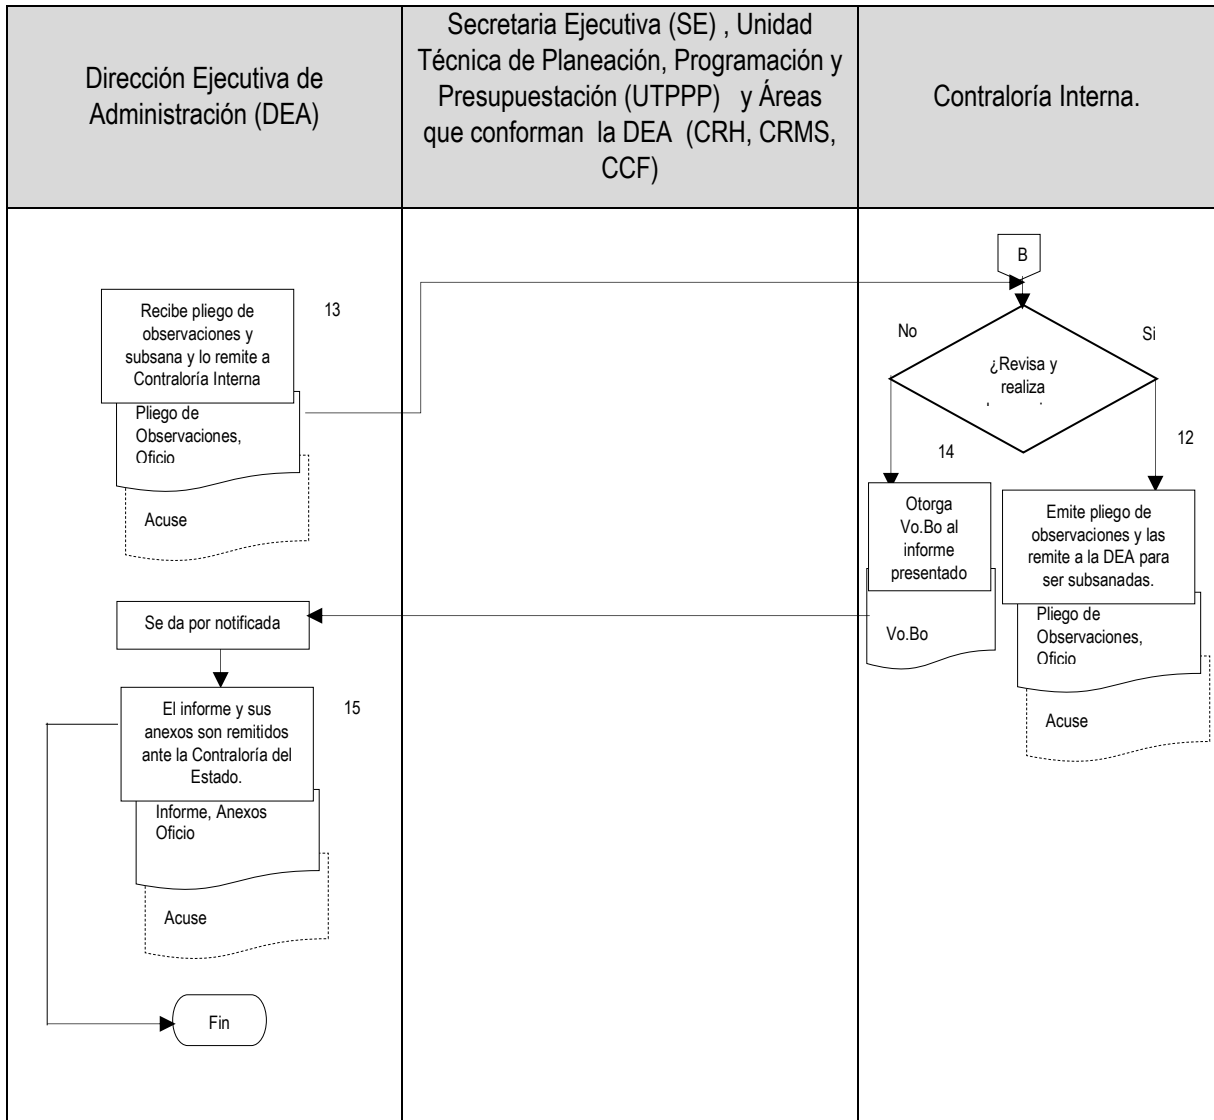 Dirección Ejecutiva de
Administración (DEA)
Secretaria Ejecutiva (SE) , Unidad
Técnica de Planeación, Programación y
Presupuestación (UTPPP) y Áreas
que conforman la DEA (CRH, CRMS,
CCF)
Contraloría Interna.
B
13
Recibe pliego de
observaciones y
subsana y lo remite a
Contraloría Interna
Pliego de
Observaciones,
Oficio
Acuse
No
Si
¿Revisa y
realiza
14
12
Otorga
Vo.Bo al
informe
presentado
Vo.Bo
Emite pliego de
observaciones y las
remite a la DEA para
ser subsanadas.
Pliego de
Observaciones,
Oficio
Acuse
Se da por notificada
15
El informe y sus
anexos son remitidos
ante la Contraloría del
Estado.
Informe, Anexos
Oficio
Acuse
Fin